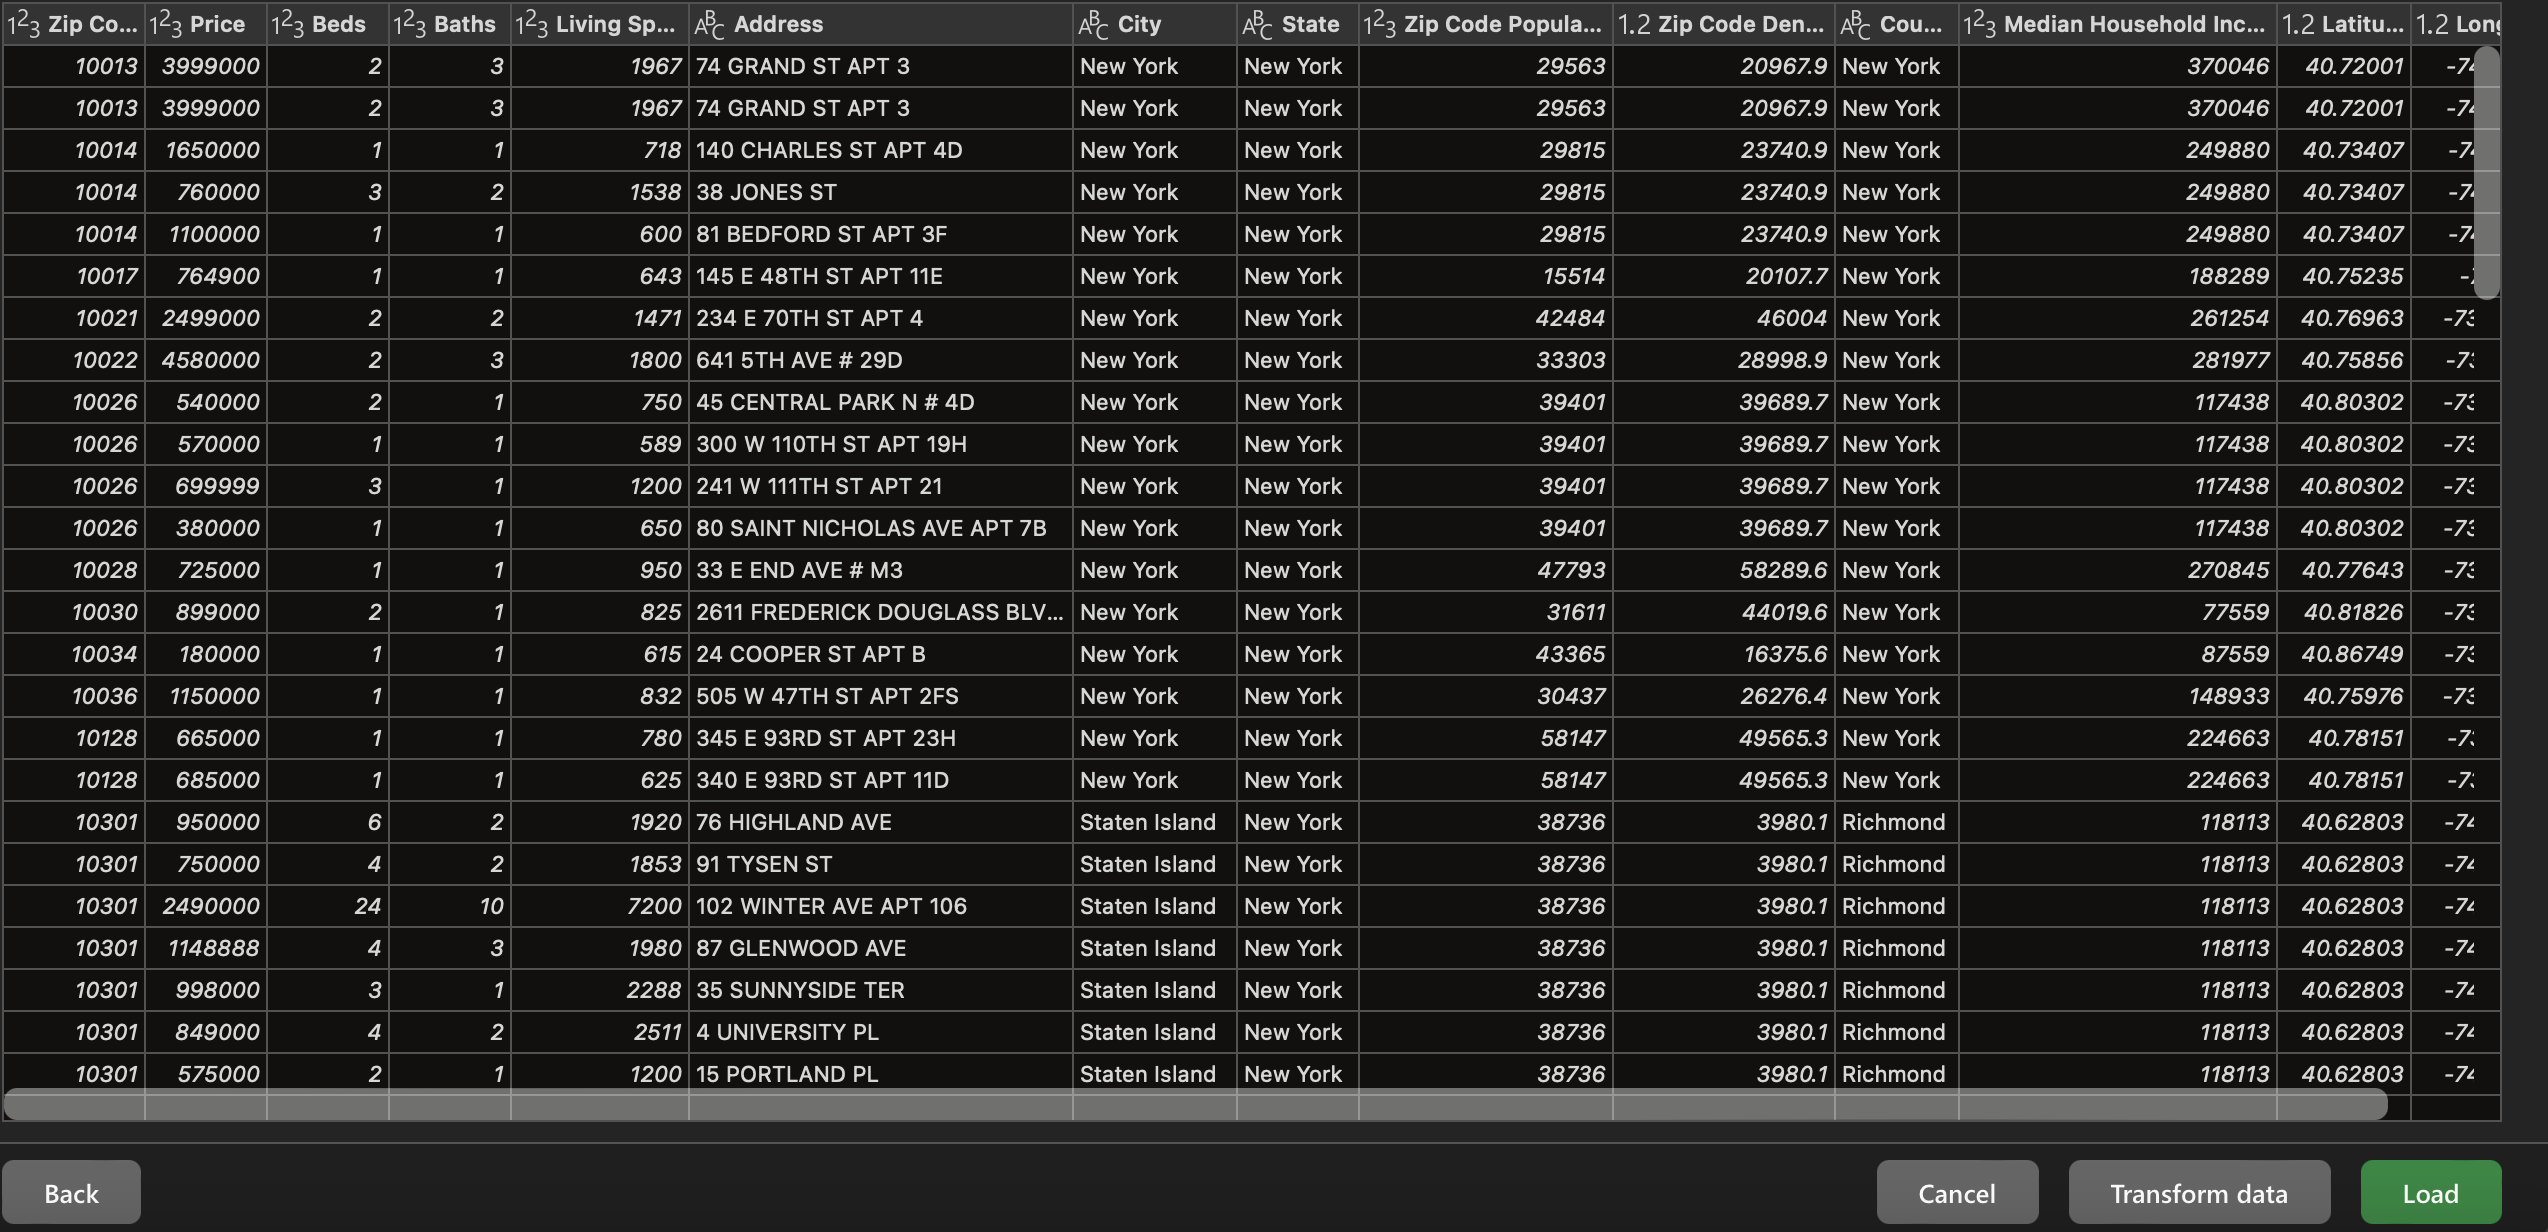 123 Zip Co... 123 Price 123 Beds 123 Baths 123 Living Sp... ABC Address ABC City ABC State 123 Zip Code Popula... 1.2 Zip Code Den... ABC Cou... 123 Median Household Inc... 1.2 Latitu... 1.2 Long
10013 3999000 2 3 1967 74 GRAND ST APT 3 New York New York 29563 20967.9 New York 370046 40.72001 -74
10013 3999000 2 3 1967 74 GRAND ST APT 3 New York New York 29563 20967.9 New York 370046 40.72001 -74
10014 1650000 1 1 718 140 CHARLES ST APT 4D New York New York 29815 23740.9 New York 249880 40.73407 -74
10014 760000 3 2 1538 38 JONES ST New York New York 29815 23740.9 New York 249880 40.73407 -74
10014 1100000 1 1 600 81 BEDFORD ST APT 3F New York New York 29815 23740.9 New York 249880 40.73407 -74
10017 764900 1 1 643 145 E 48TH ST APT 11E New York New York 15514 20107.7 New York 188289 40.75235
10021 2499000 2 2 1471 234 E 70TH ST APT 4 New York New York 42484 46004 New York 261254 40.76963 -73
10022 4580000 2 3 1800 641 5TH AVE # 29D New York New York 33303 28998.9 New York 281977 40.75856 -73
10026 540000 2 1 750 45 CENTRAL PARK N # 4D New York New York 39401 39689.7 New York 117438 40.80302 -73
10026 570000 1 1 589 300 W 110TH ST APT 19H New York New York 39401 39689.7 New York 117438 40.80302 -73
10026 699999 3 1 1200 241 W 111TH ST APT 21 New York New York 39401 39689.7 New York 117438 40.80302 -73
10026 380000 1 1 650 80 SAINT NICHOLAS AVE APT 7B New York New York 39401 39689.7 New York 117438 40.80302 -73
10028 725000 1 1 950 33 E END AVE # M3 New York New York 47793 58289.6 New York 270845 40.77643 -73
10030 899000 2 1 825 2611 FREDERICK DOUGLASS BLV... New York New York 31611 44019.6 New York 77559 40.81826 -73
10034 180000 1 1 615 24 COOPER ST APT B New York New York 43365 16375.6 New York 87559 40.86749 -73
10036 1150000 1 1 832 505 W 47TH ST APT 2FS New York New York 30437 26276.4 New York 148933 40.75976 -73
10128 665000 1 1 780 345 E 93RD ST APT 23H New York New York 58147 49565.3 New York 224663 40.78151 -73
10128 685000 1 1 625 340 E 93RD ST APT 11D New York New York 58147 49565.3 New York 224663 40.78151 -73
10301 950000 6 2 1920 76 HIGHLAND AVE Staten Island New York 38736 3980.1 Richmond 118113 40.62803 -74
10301 750000 4 2 1853 91 TYSEN ST Staten Island New York 38736 3980.1 Richmond 118113 40.62803 -74
10301 2490000 24 10 7200 102 WINTER AVE APT 106 Staten Island New York 38736 3980.1 Richmond 118113 40.62803 -74
10301 1148888 4 3 1980 87 GLENWOOD AVE Staten Island New York 38736 3980.1 Richmond 118113 40.62803 -74
10301 998000 3 1 2288 35 SUNNYSIDE TER Staten Island New York 38736 3980.1 Richmond 118113 40.62803 -74
10301 849000 4 2 2511 4 UNIVERSITY PL Staten Island New York 38736 3980.1 Richmond 118113 40.62803 -74
10301 575000 2 1 1200 15 PORTLAND PL Staten Island New York 38736 3980.1 Richmond 118113 40.62803 -74
Back Cancel Transform data Load